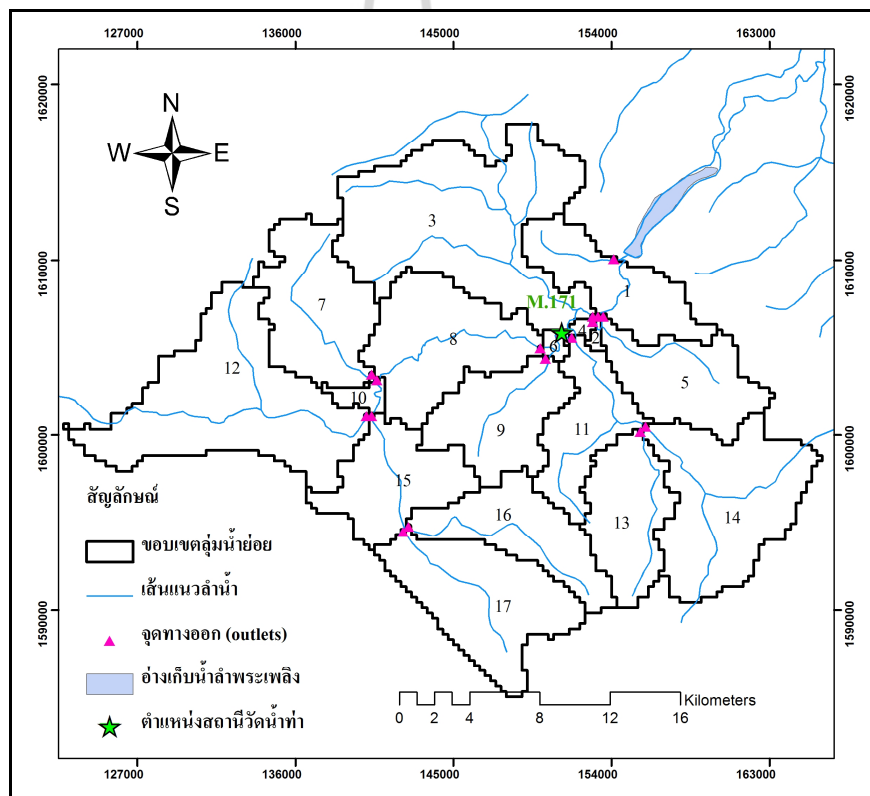 127000 136000 145000 154000 163000
1620000 1620000
N
W E
S
3
1610000 1610000
1
M.171
7
4
2
8
6
12
5
10
9
11
1600000 1600000
15
สัญลักษณ์
16
13
14
ขอบเขตลุ่มน้ำย่อย
เส้นแนวลำน้ำ
17
1590000 1590000
จุดทางออก (outlets)
อ่างเก็บน้ำลำพระเพลิง
Kilometers
0 2 4 8 12 16
ตำแหน่งสถานีวัดน้ำท่า
127000 136000 145000 154000 163000